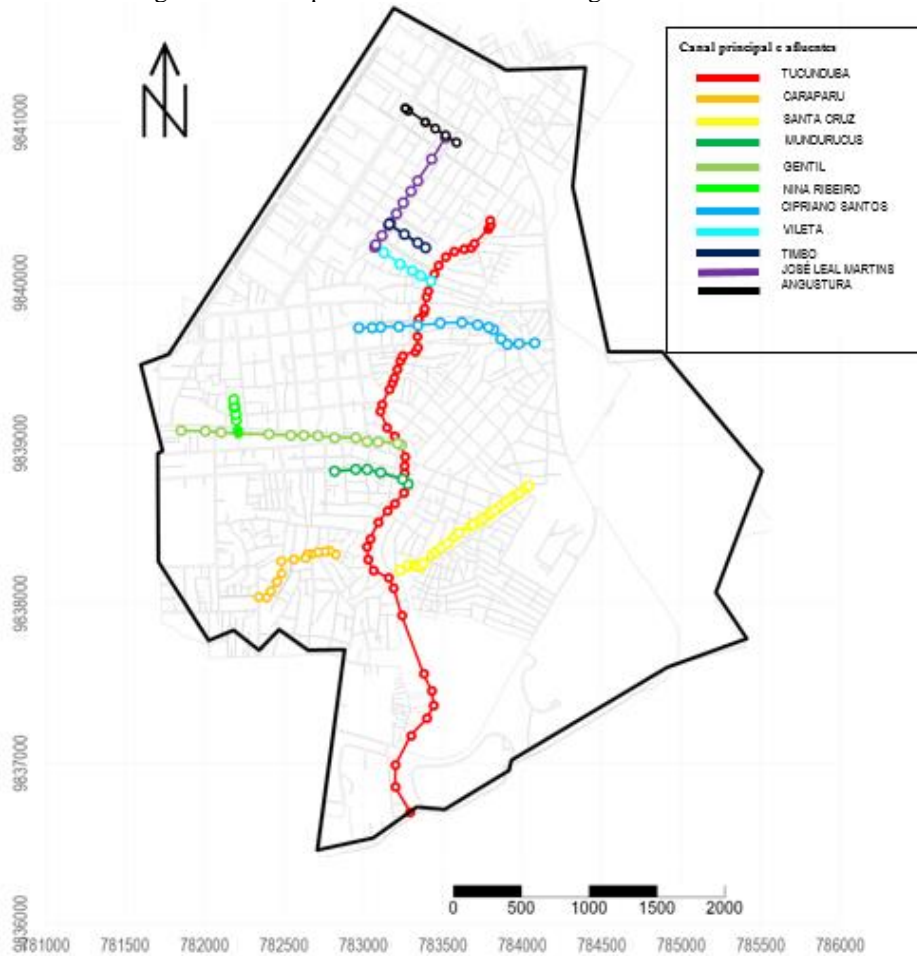 Canal principal e afluentes
TUCUNDUBA
CARAPARU
SANTA CRUZ
MUNDURUCUS
GENTIL
NINA RIBEIRO
CIPRIANO SANTOS
VILETA
TIMBO
JOSÉ LEAL MARTINS
ANGUSTURA
N
9841000
9840000
9839000
9838000
9837000
9836000
0 500 1000 1500 2000
781000 781500 782000 782500 783000 783500 784000 784500 785000 785500 786000